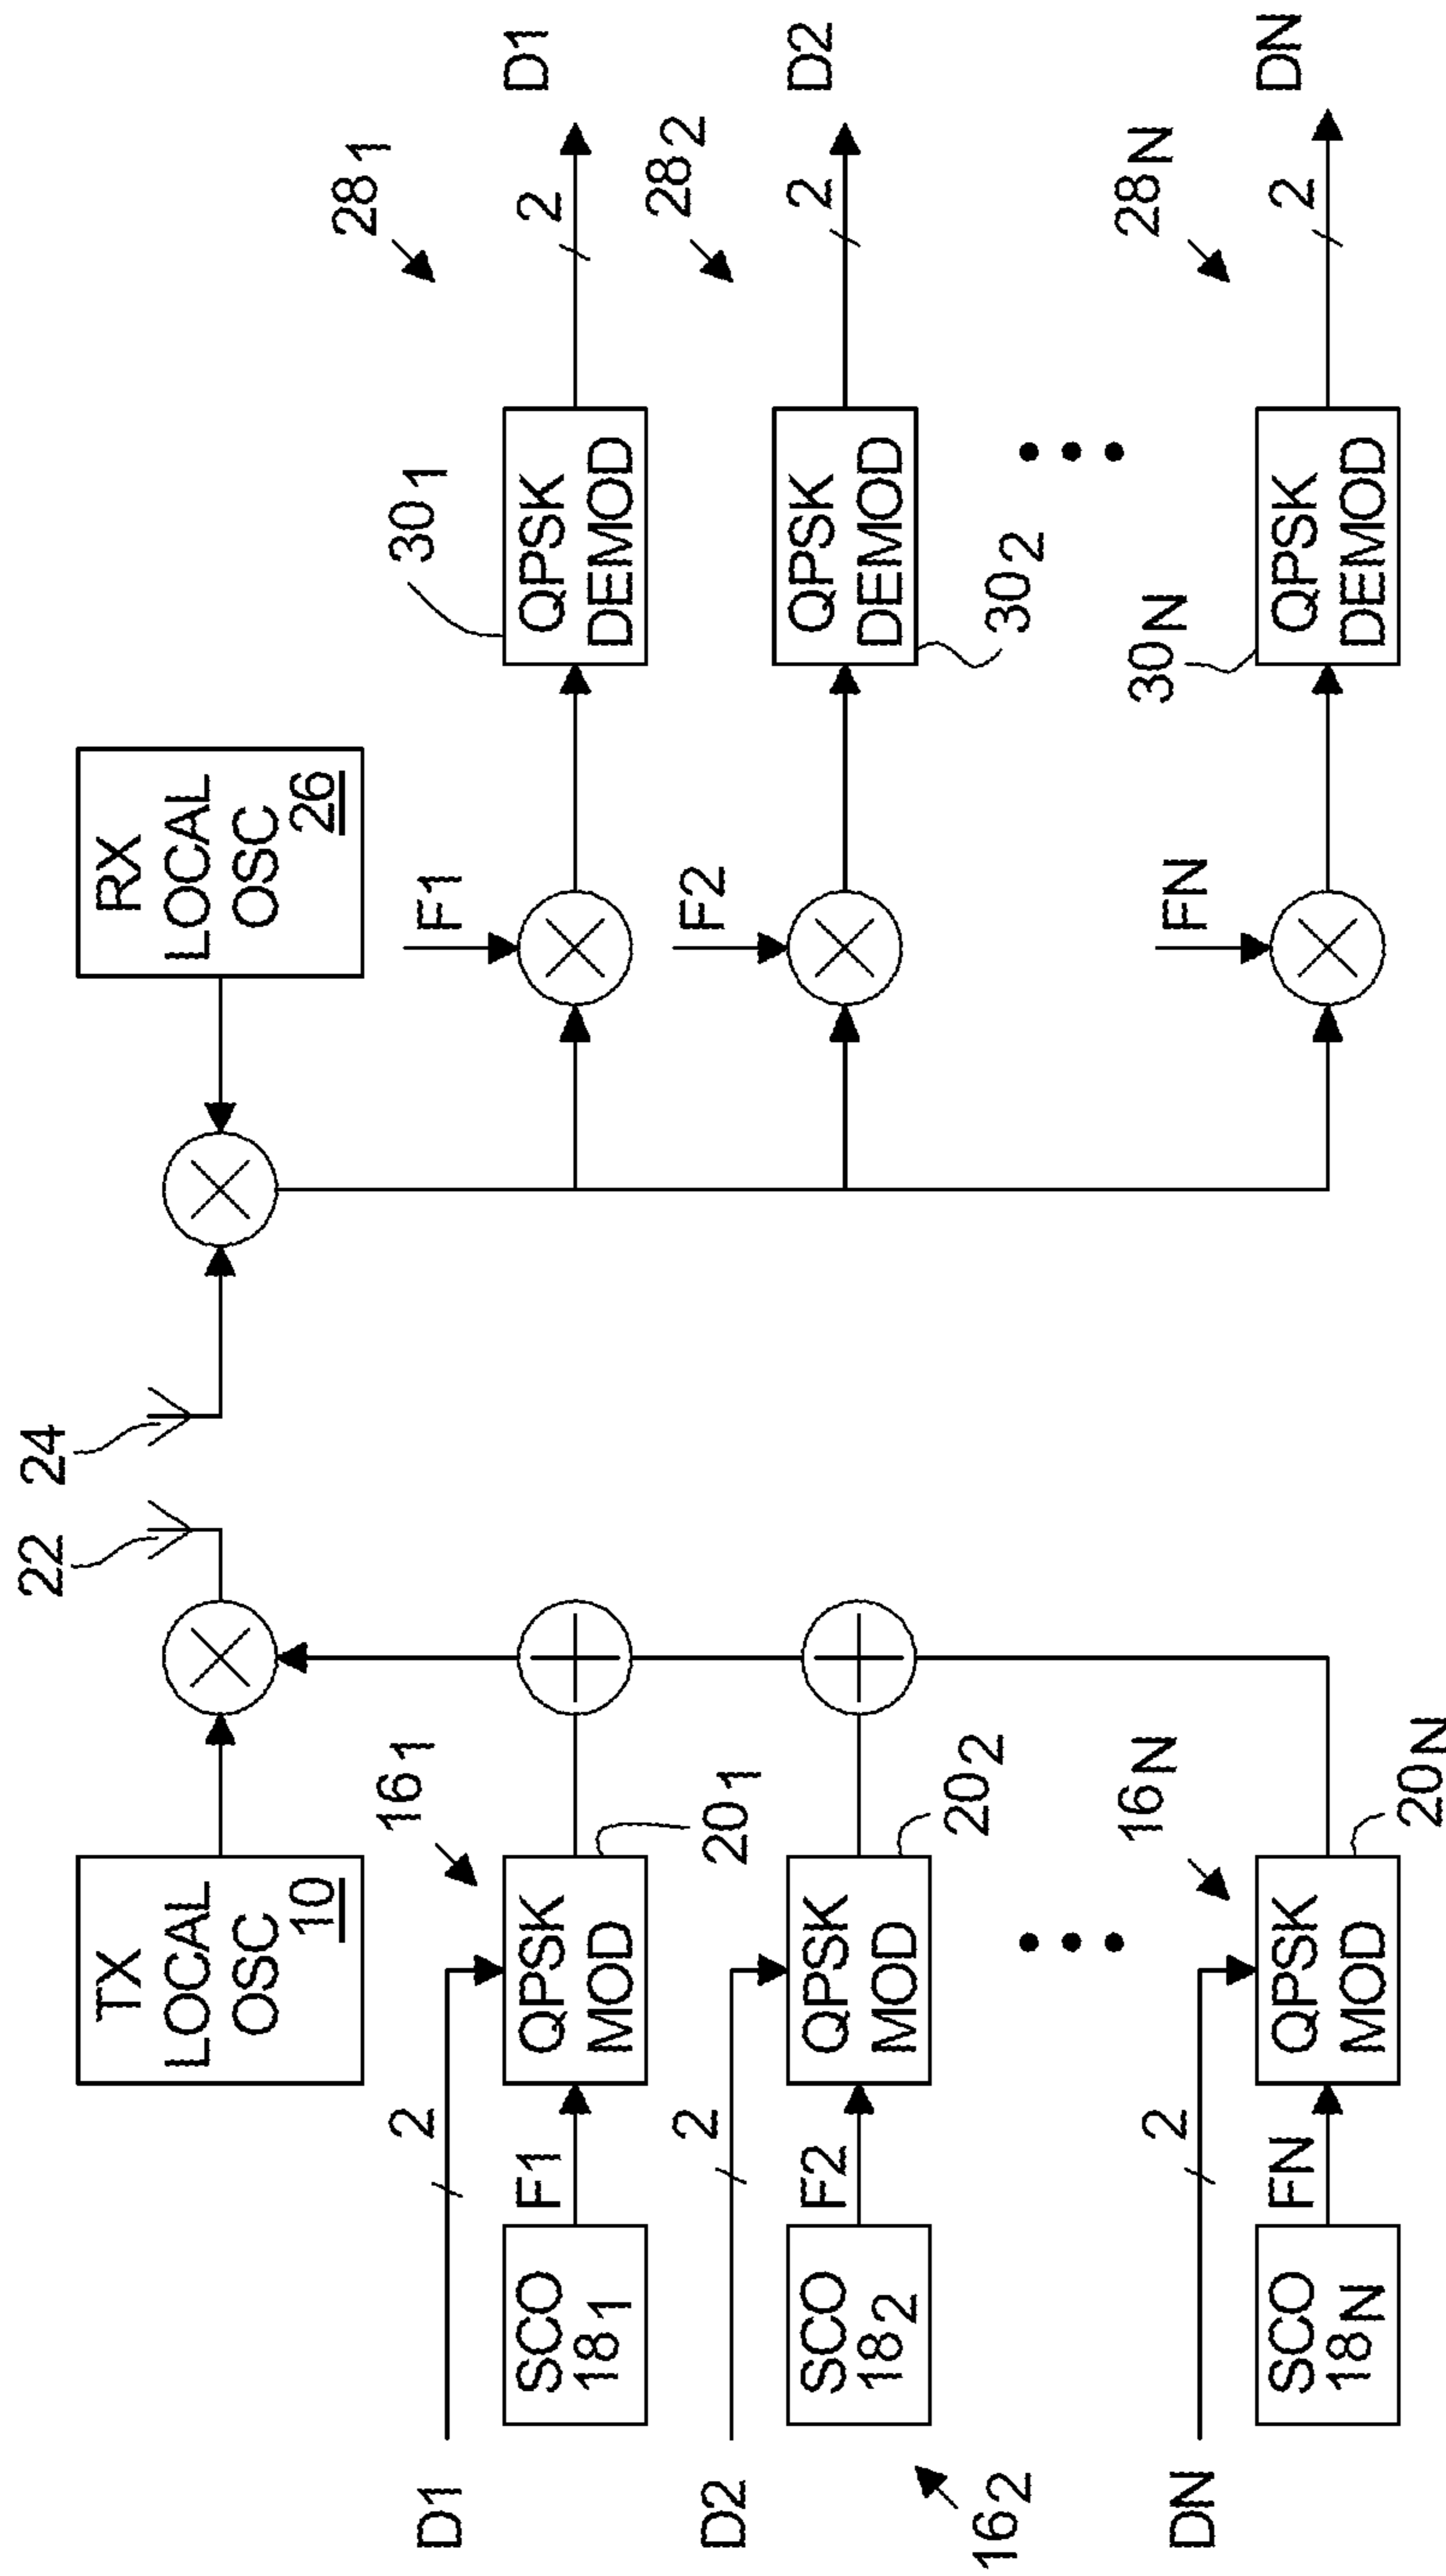 TX
LOCAL
OSC
10
22
24
RX
LOCAL
OSC
26
D1
2
SCO
18₁
F1
QPSK
MOD
16₁
20₁
F1
30₁
QPSK
DEMOD
28₁
2
D1
D2
2
SCO
18₂
F2
QPSK
MOD
16₂
20₂
F2
QPSK
DEMOD
30₂
28₂
2
D2
DN
2
SCO
18N
FN
QPSK
MOD
16N
20N
FN
30N
QPSK
DEMOD
28N
2
DN